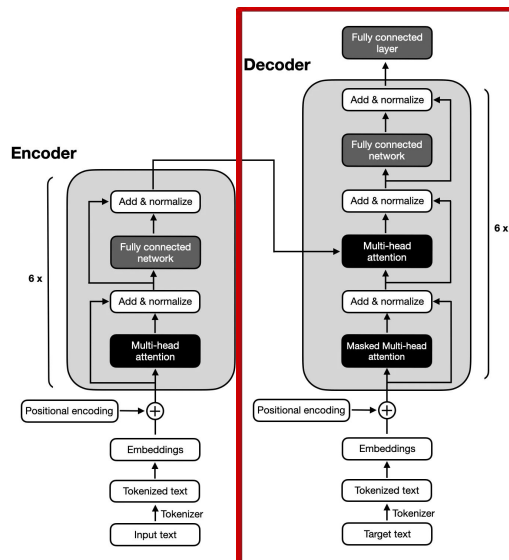 Fully connected
layer
Decoder
Add & normalize
Fully connected
network
Add & normalize
Multi-head
attention
Add & normalize
Masked Multi-head
attention
6 x
Positional encoding
Embeddings
Tokenized text
Tokenizer
Target text
Encoder
Add & normalize
Fully connected
network
Add & normalize
Multi-head
attention
6 x
Positional encoding
Embeddings
Tokenized text
Tokenizer
Input text